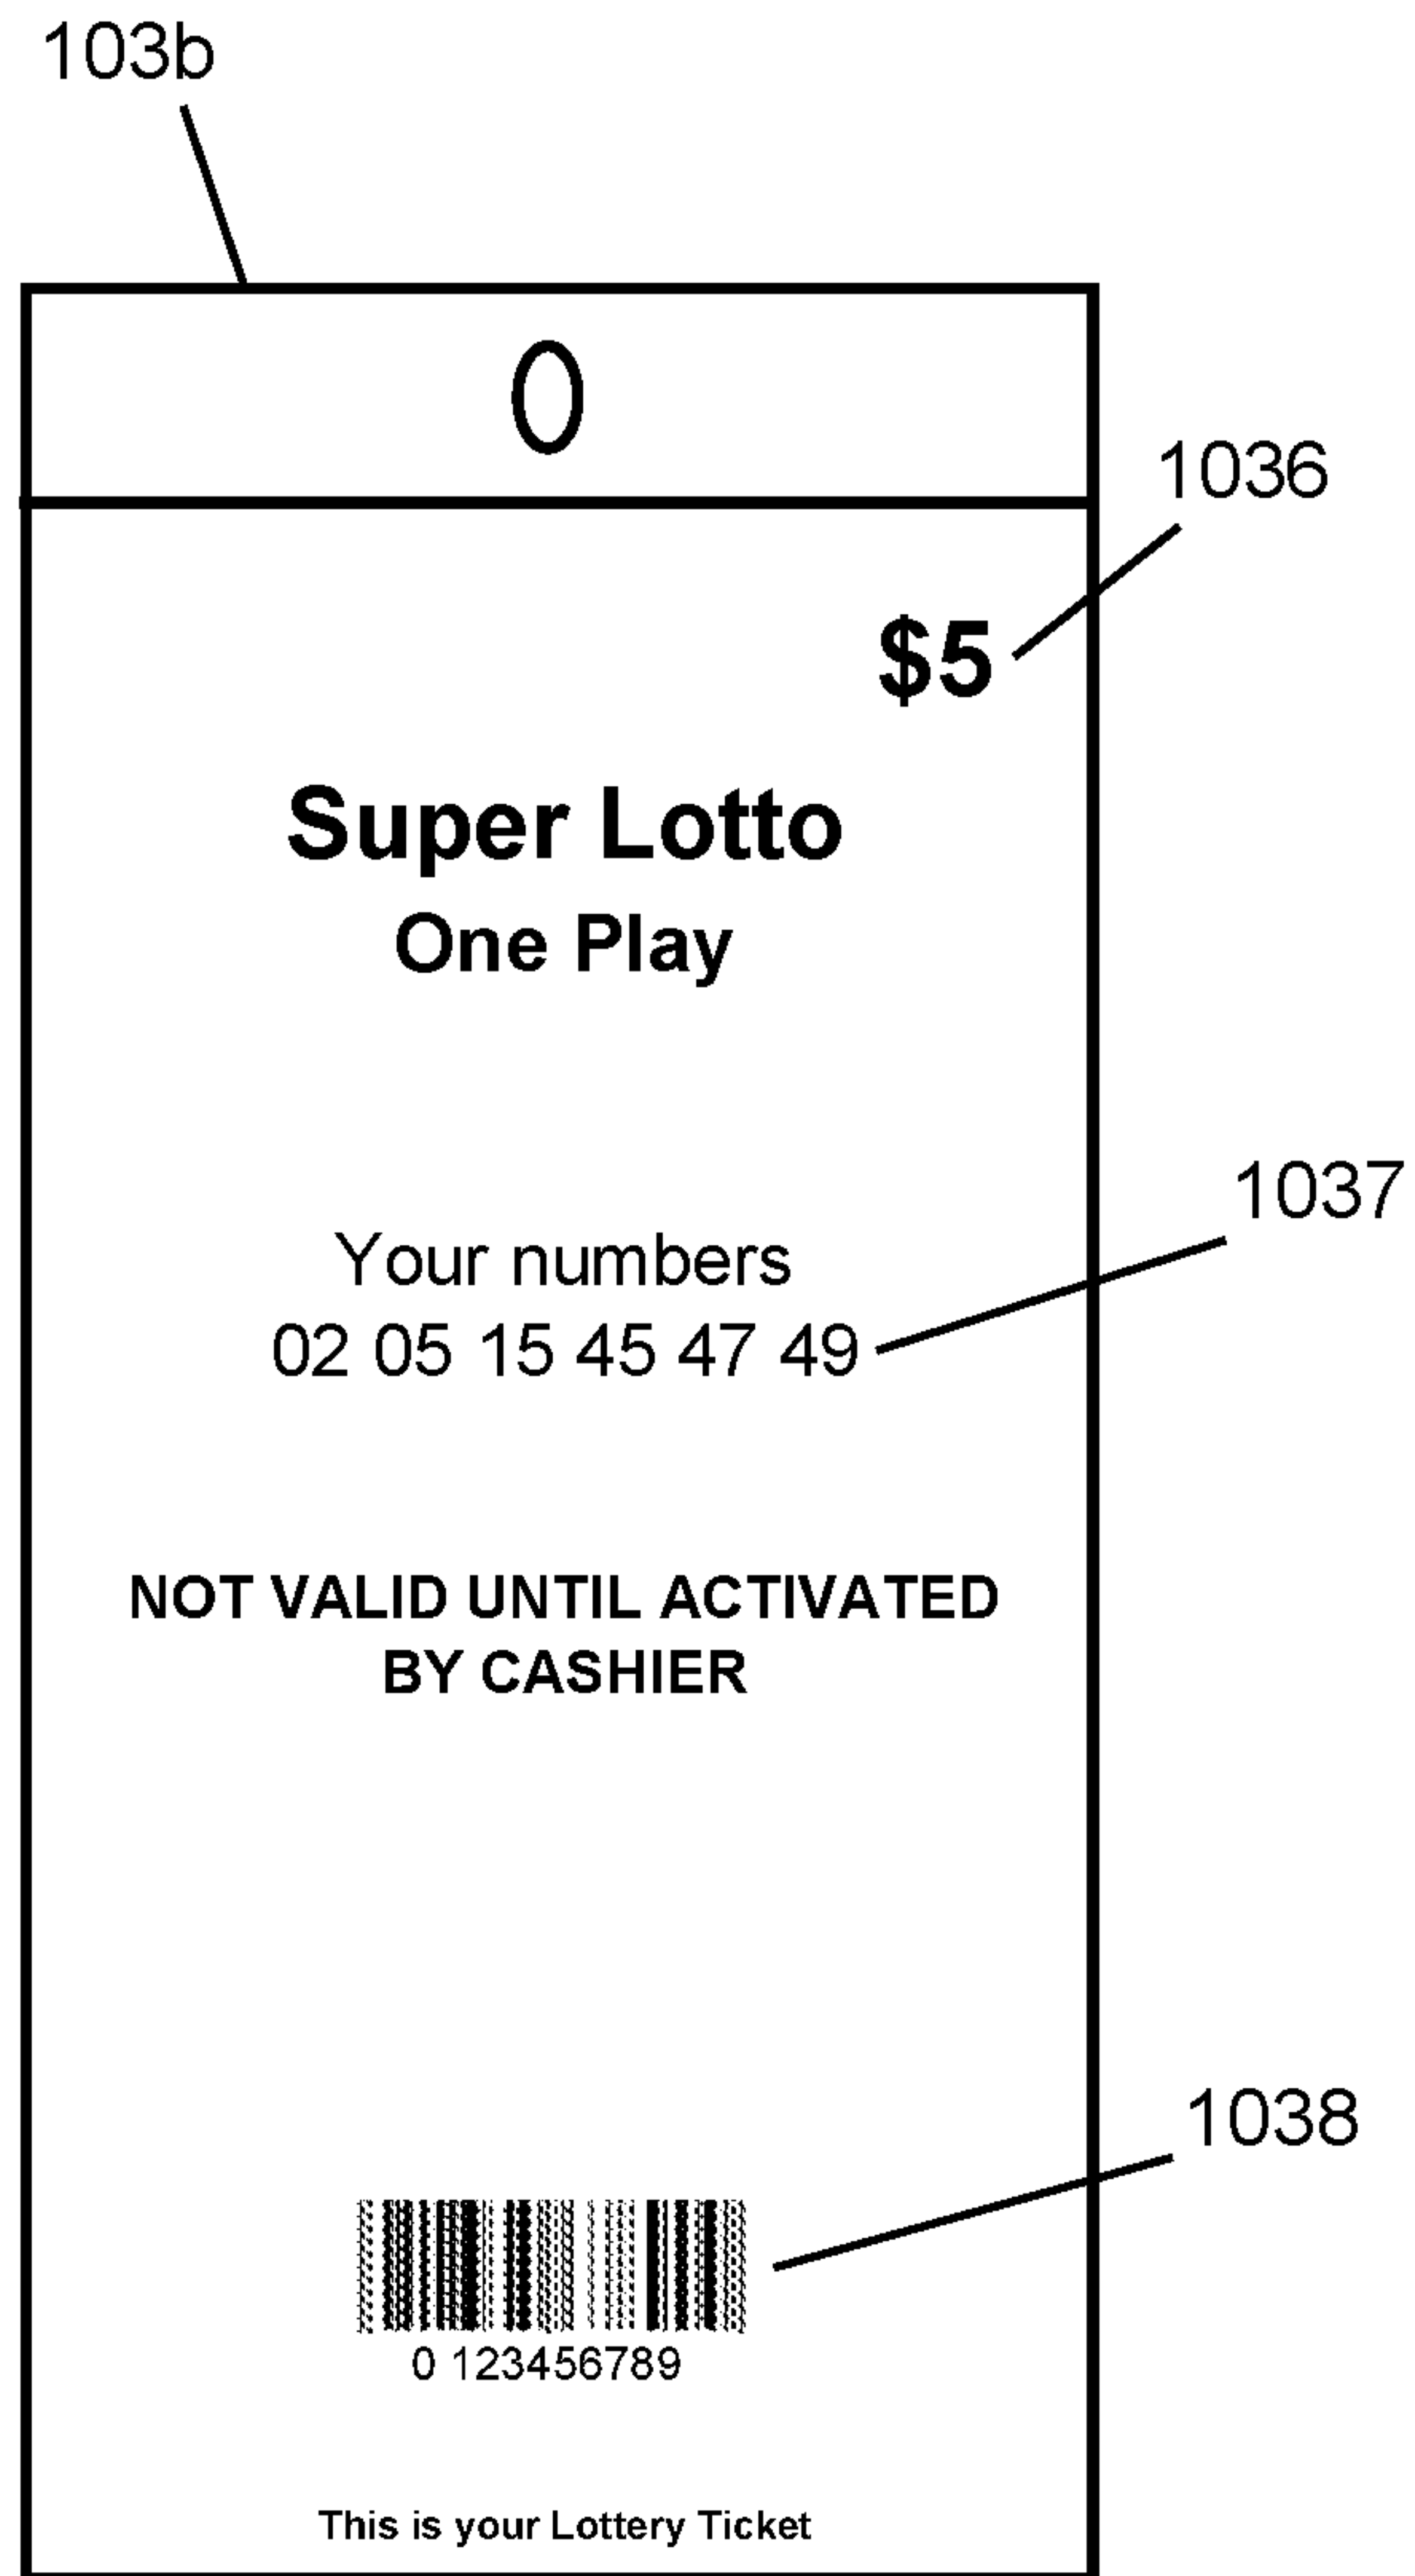 103b
1036
$5
Super Lotto
One Play
1037
Your numbers
02 05 15 45 47 49
NOT VALID UNTIL ACTIVATED
BY CASHIER
1038
0 123456789
This is your Lottery Ticket